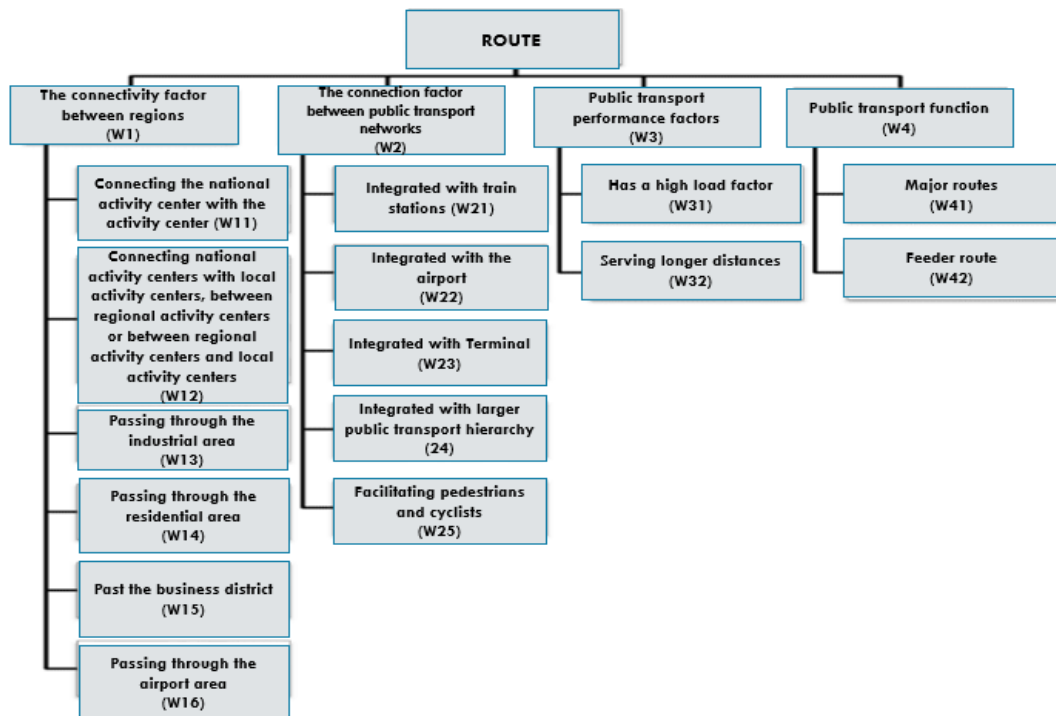 ROUTE
The connectivity factor
between regions
(W1)
Connecting the national
activity center with the
activity center (W11)
Connecting national
activity centers with local
activity centers, between
regional activity centers
or between regional
activity centers and local
activity centers
(W12)
Passing through the
industrial area
(W13)
Passing through the
residential area
(W14)
Past the business district
(W15)
Passing through the
airport area
(W16)
The connection factor
between public transport
networks
(W2)
Integrated with train
stations (W21)
Integrated with the
airport
(W22)
Integrated with Terminal
(W23)
Integrated with larger
public transport hierarchy
(24)
Facilitating pedestrians
and cyclists
(W25)
Public transport
performance factors
(W3)
Has a high load factor
(W31)
Serving longer distances
(W32)
Public transport function
(W4)
Major routes
(W41)
Feeder route
(W42)